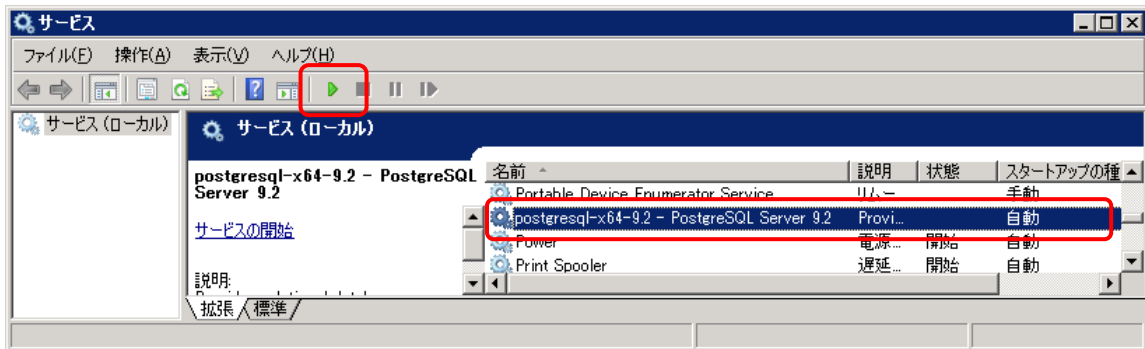 サービス
ファイル(F) 操作(A) 表示(V) ヘルプ(H)
サービス (ローカル)
サービス (ローカル)
postgresql-x64-9.2 - PostgreSQL Server 9.2
サービスの開始
説明:
名前 説明 状態 スタートアップの種
Portable Device Enumerator Service リムー... 手動
postgresql-x64-9.2 - PostgreSQL Server 9.2 Provi... 自動
Power 電源... 開始 自動
Print Spooler 遅延... 開始 自動
拡張 標準